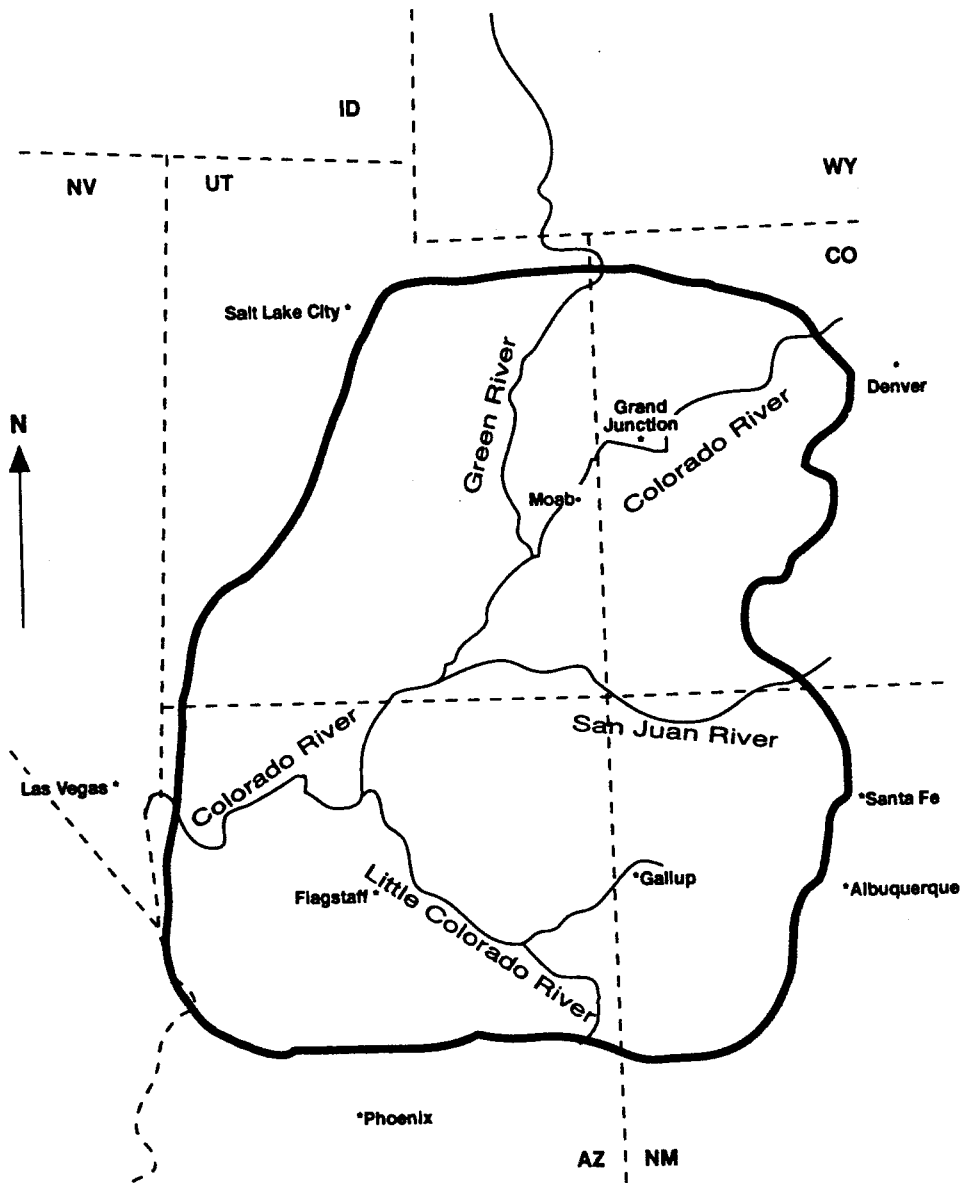 ID
WY
NV
UT
CO
Salt Lake City
Denver
Green River
Grand
Junction
Colorado River
N
Moab
San Juan River
Colorado River
Las Vegas
Santa Fe
Gallup
Albuquerque
Flagstaff
Little Colorado River
Phoenix
AZ
NM